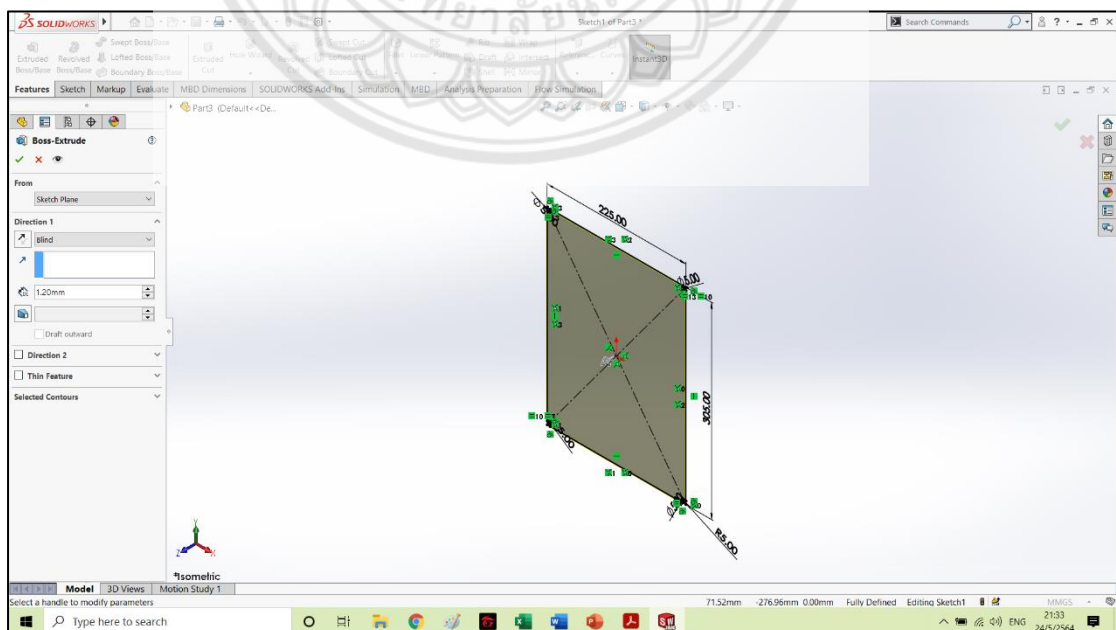 SOLIDWORKS
Sketch1 of Part3 *
Search Commands
Extruded Boss/Base
Revolved Boss/Base
Swept Boss/Base
Lofted Boss/Base
Boundary Boss/Base
Extruded Cut
Hole Wizard
Instant3D
Features Sketch Markup Evaluate MBD Dimensions SOLIDWORKS Add-Ins Simulation MBD Analysis Preparation Flow Simulation
Part3 (Default<<De...
Boss-Extrude
From
Sketch Plane
Direction 1
Blind
1.20mm
Draft outward
Direction 2
Thin Feature
Selected Contours
225.00
305.00
R5.00
*Isometric
Model 3D Views Motion Study 1
Select a handle to modify parameters
71.52mm -276.96mm 0.00mm Fully Defined Editing Sketch1 MMGS
Type here to search
ENG
21:33
24/5/2564